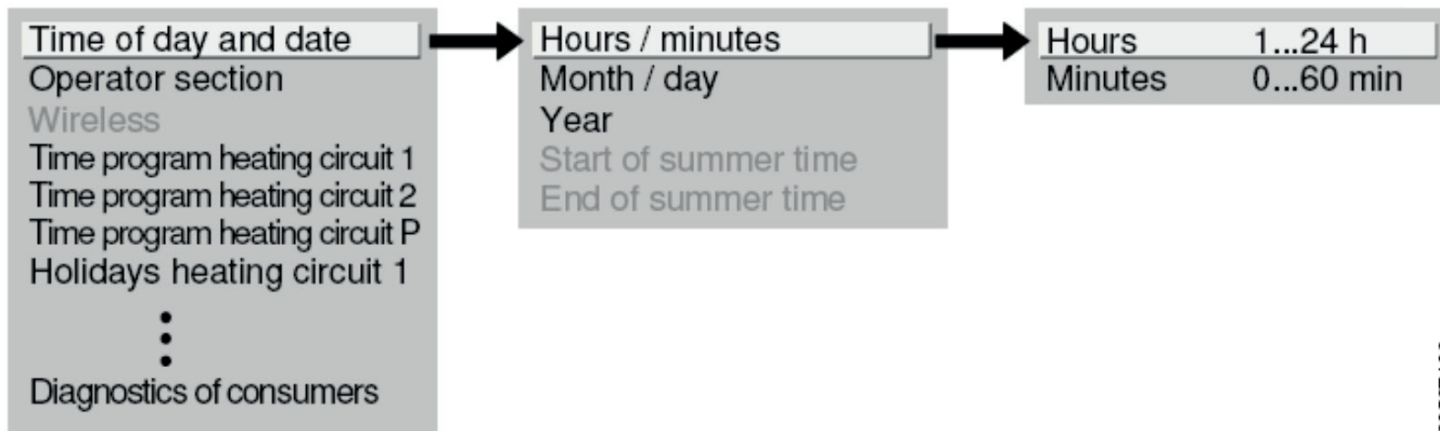 Time of day and date
Operator section
Wireless
Time program heating circuit 1
Time program heating circuit 2
Time program heating circuit P
Holidays heating circuit 1
Diagnostics of consumers
Hours / minutes
Month / day
Year
Start of summer time
End of summer time
Hours 1...24 h
Minutes 0...60 min